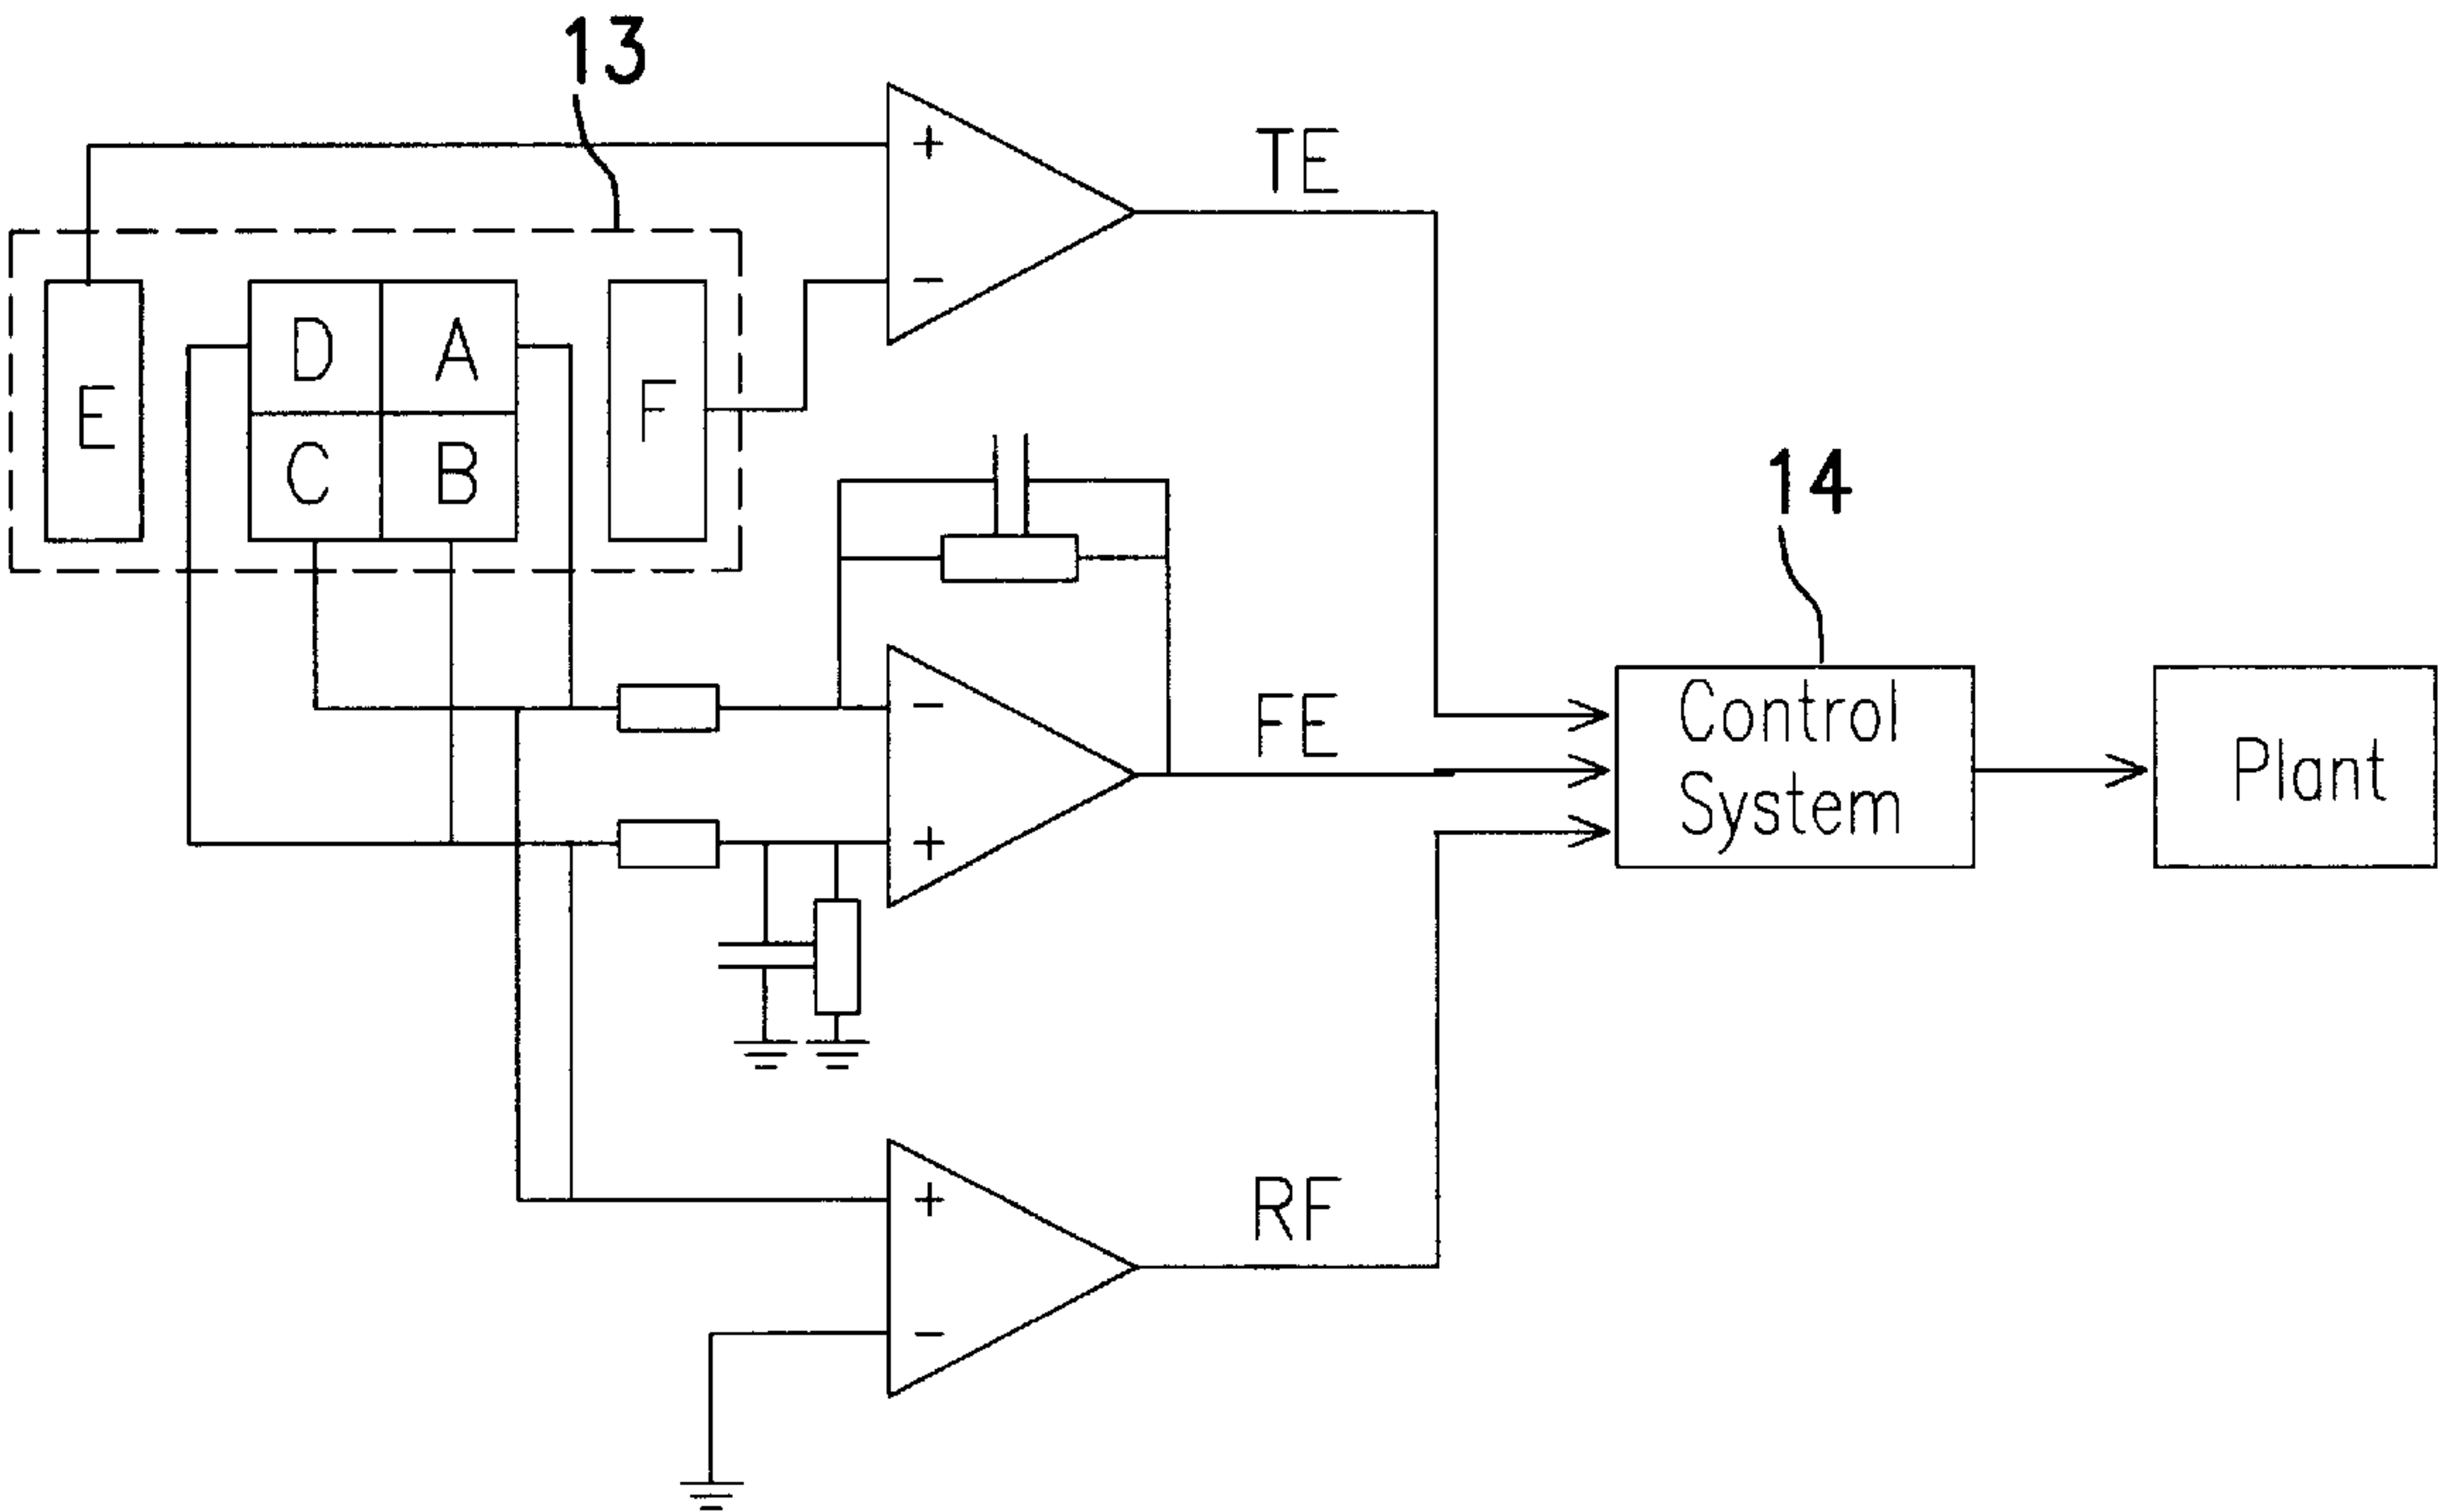 13
+
TE
−
D
A
E
F
C
B
14
−
FE
Control
System
Plant
+
+
RF
−